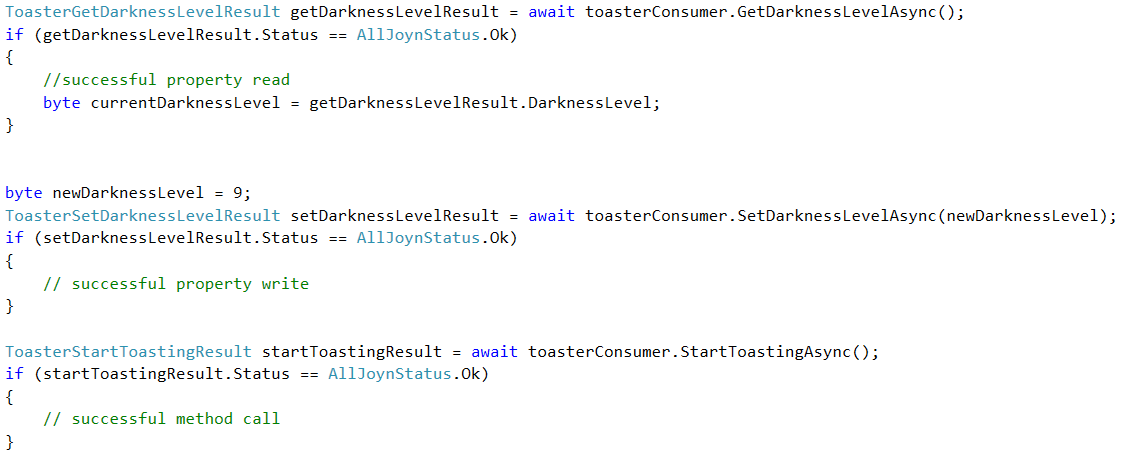 ToasterGetDarknessLevelResult getDarknessLevelResult = await toasterConsumer.GetDarknessLevelAsync();
if (getDarknessLevelResult.Status == AllJoynStatus.Ok)
{
    //successful property read
    byte currentDarknessLevel = getDarknessLevelResult.DarknessLevel;
}
byte newDarknessLevel = 9;
ToasterSetDarknessLevelResult setDarknessLevelResult = await toasterConsumer.SetDarknessLevelAsync(newDarknessLevel);
if (setDarknessLevelResult.Status == AllJoynStatus.Ok)
{
    // successful property write
}
ToasterStartToastingResult startToastingResult = await toasterConsumer.StartToastingAsync();
if (startToastingResult.Status == AllJoynStatus.Ok)
{
    // successful method call
}